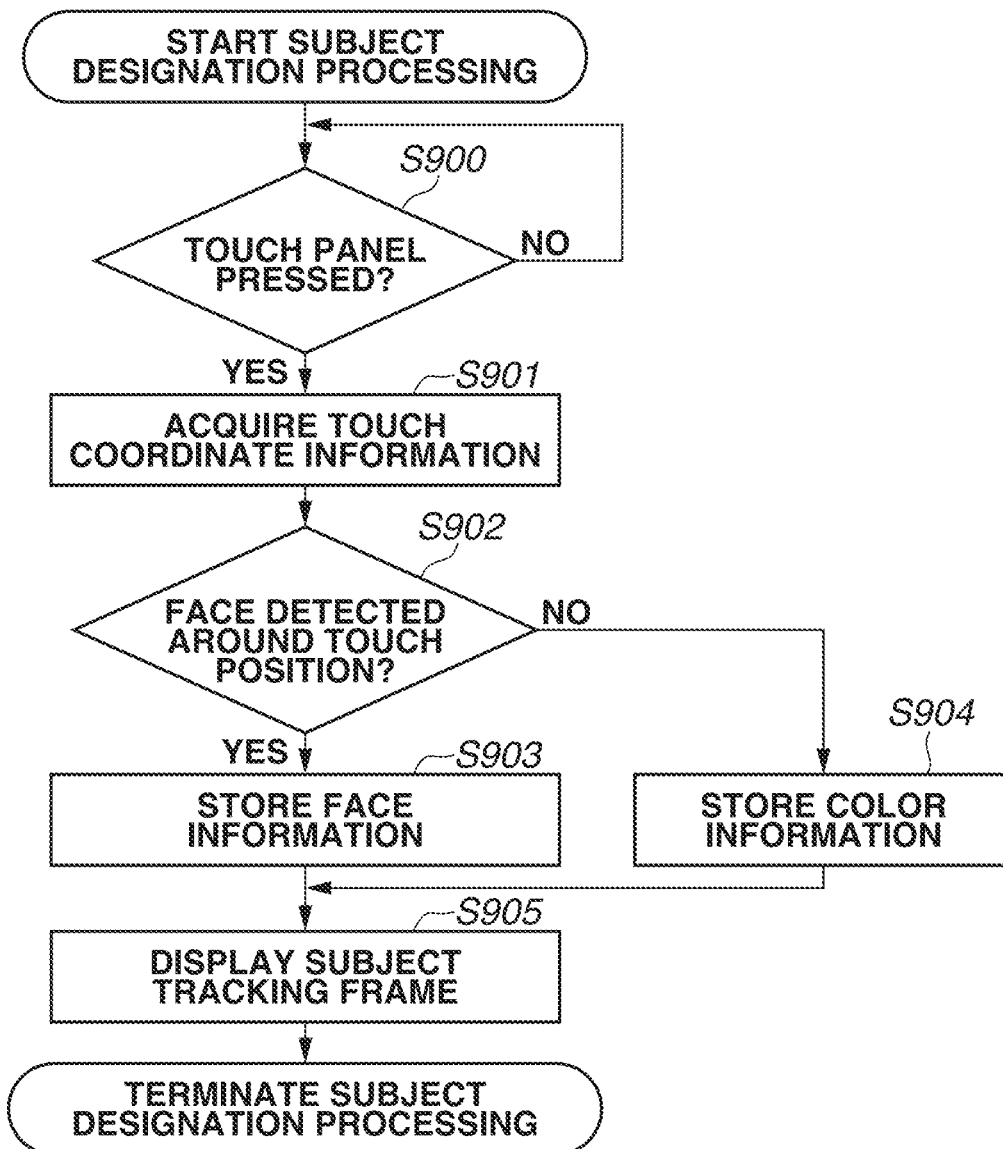 START SUBJECT
DESIGNATION PROCESSING
S900
TOUCH PANEL
PRESSED?
NO
YES
S901
ACQUIRE TOUCH
COORDINATE INFORMATION
S902
FACE DETECTED
AROUND TOUCH
POSITION?
NO
YES
S903
STORE FACE
INFORMATION
S904
STORE COLOR
INFORMATION
S905
DISPLAY SUBJECT
TRACKING FRAME
TERMINATE SUBJECT
DESIGNATION PROCESSING